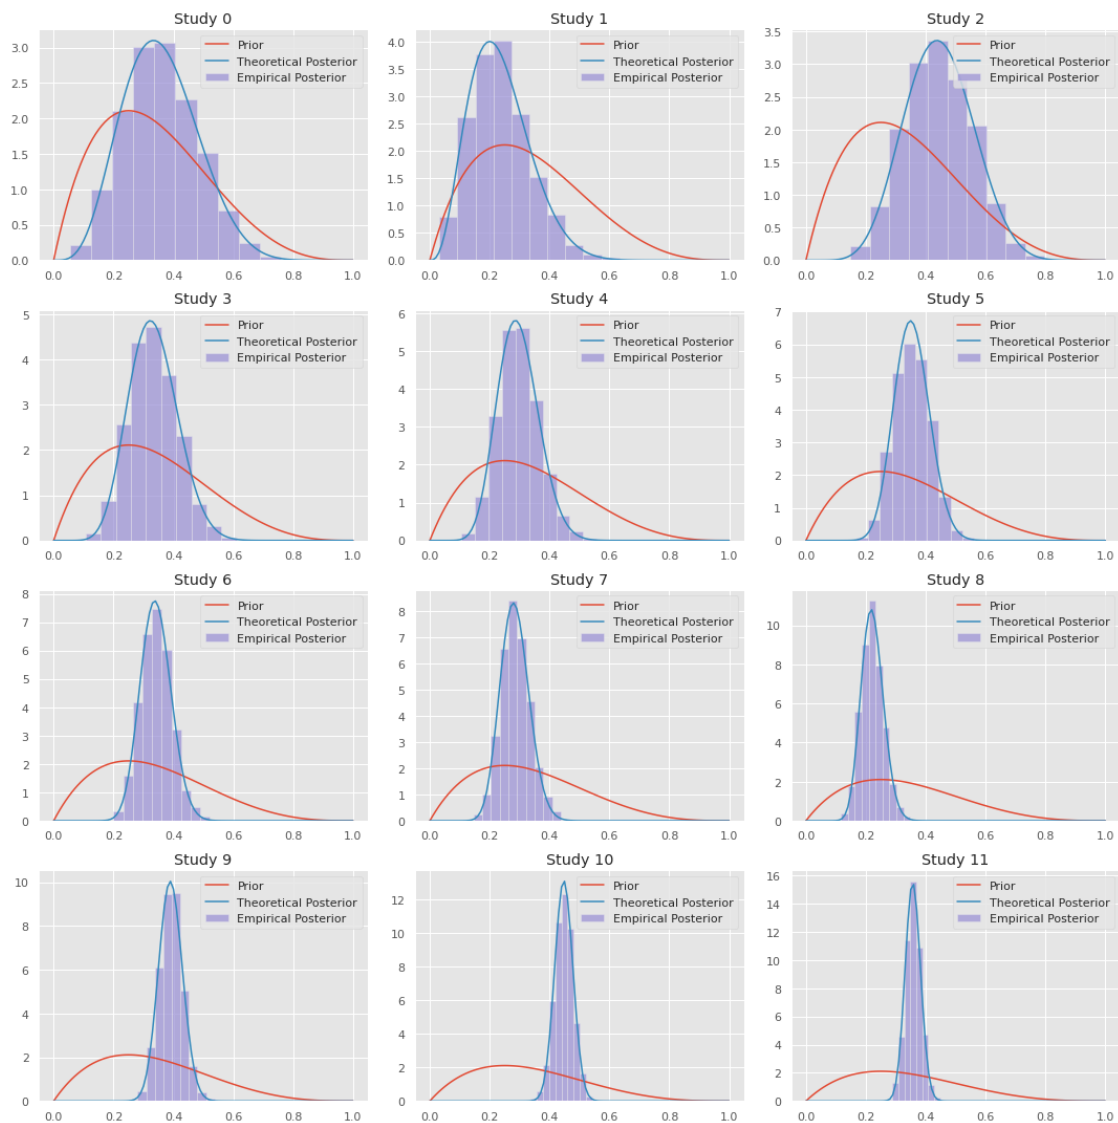 Study 0
Prior
Theoretical Posterior
Empirical Posterior
3.0
2.5
2.0
1.5
1.0
0.5
0.0
0.0 0.2 0.4 0.6 0.8 1.0
Study 1
Prior
Theoretical Posterior
Empirical Posterior
4.0
3.5
3.0
2.5
2.0
1.5
1.0
0.5
0.0
0.0 0.2 0.4 0.6 0.8 1.0
Study 2
Prior
Theoretical Posterior
Empirical Posterior
3.5
3.0
2.5
2.0
1.5
1.0
0.5
0.0
0.0 0.2 0.4 0.6 0.8 1.0
Study 3
Prior
Theoretical Posterior
Empirical Posterior
5
4
3
2
1
0
0.0 0.2 0.4 0.6 0.8 1.0
Study 4
Prior
Theoretical Posterior
Empirical Posterior
6
5
4
3
2
1
0
0.0 0.2 0.4 0.6 0.8 1.0
Study 5
Prior
Theoretical Posterior
Empirical Posterior
7
6
5
4
3
2
1
0
0.0 0.2 0.4 0.6 0.8 1.0
Study 6
Prior
Theoretical Posterior
Empirical Posterior
8
7
6
5
4
3
2
1
0
0.0 0.2 0.4 0.6 0.8 1.0
Study 7
Prior
Theoretical Posterior
Empirical Posterior
8
7
6
5
4
3
2
1
0
0.0 0.2 0.4 0.6 0.8 1.0
Study 8
Prior
Theoretical Posterior
Empirical Posterior
10
8
6
4
2
0
0.0 0.2 0.4 0.6 0.8 1.0
Study 9
Prior
Theoretical Posterior
Empirical Posterior
10
8
6
4
2
0
0.0 0.2 0.4 0.6 0.8 1.0
Study 10
Prior
Theoretical Posterior
Empirical Posterior
12
10
8
6
4
2
0
0.0 0.2 0.4 0.6 0.8 1.0
Study 11
Prior
Theoretical Posterior
Empirical Posterior
16
14
12
10
8
6
4
2
0
0.0 0.2 0.4 0.6 0.8 1.0